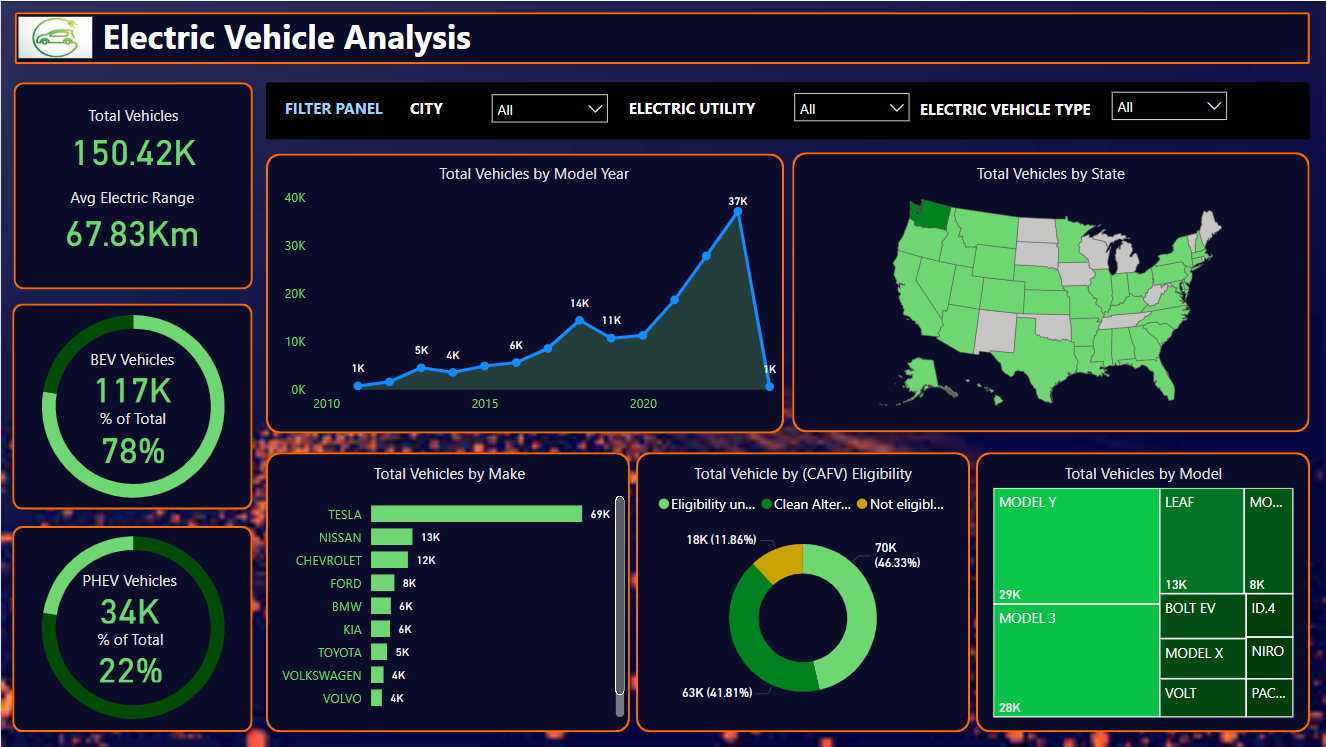 Electric Vehicle Analysis
Total Vehicles
150.42K
Avg Electric Range
67.83Km
FILTER PANEL
CITY
All
ELECTRIC UTILITY
All
ELECTRIC VEHICLE TYPE
All
BEV Vehicles
117K
% of Total
78%
PHEV Vehicles
34K
% of Total
22%
Total Vehicles by Model Year
40K
30K
20K
10K
0K
1K
5K
4K
6K
14K
11K
37K
1K
2010
2015
2020
Total Vehicles by State
Total Vehicles by Make
TESLA 69K
NISSAN 13K
CHEVROLET 12K
FORD 8K
BMW 6K
KIA 6K
TOYOTA 5K
VOLKSWAGEN 4K
VOLVO 4K
Total Vehicle by (CAFV) Eligibility
Eligibility un... Clean Alter... Not eligibl...
18K (11.86%)
70K
(46.33%)
63K (41.81%)
Total Vehicles by Model
MODEL Y
29K
MODEL 3
28K
LEAF
13K
MO...
8K
BOLT EV
ID.4
MODEL X
NIRO
VOLT
PAC...